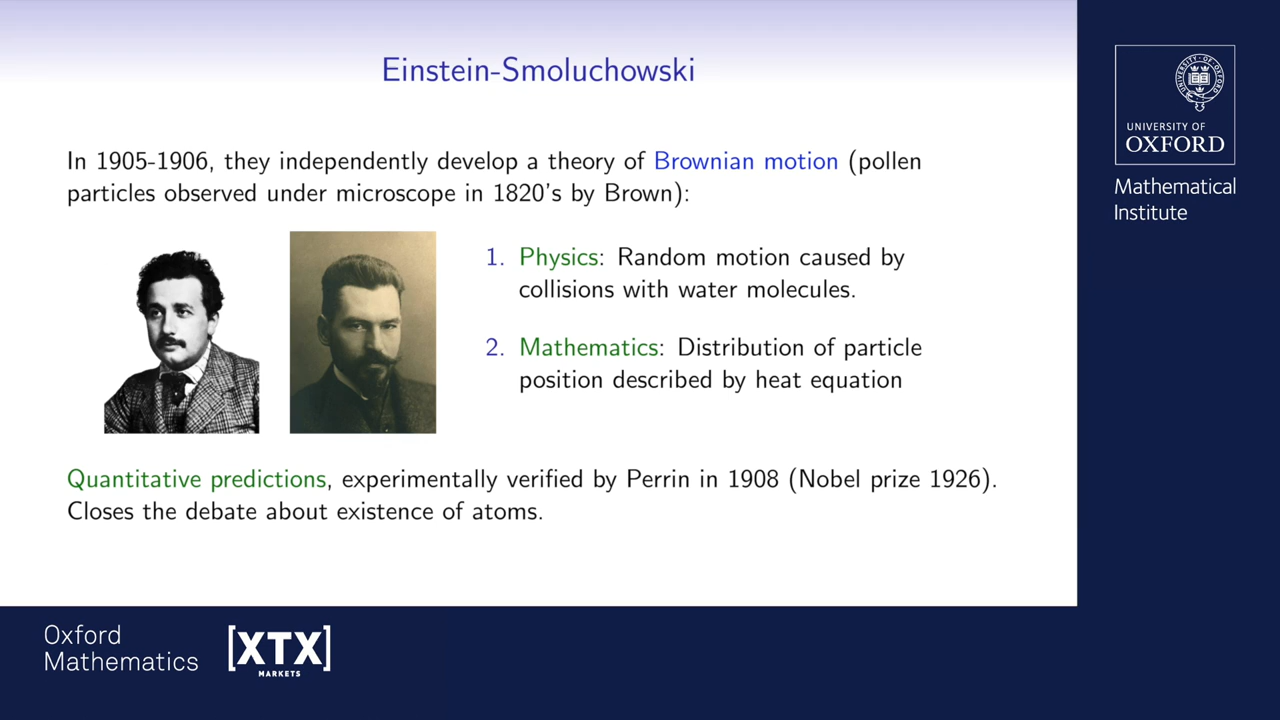 Einstein-Smoluchowski
In 1905-1906, they independently develop a theory of Brownian motion (pollen
particles observed under microscope in 1820's by Brown):
1. Physics: Random motion caused by
collisions with water molecules.
2. Mathematics: Distribution of particle
position described by heat equation
Quantitative predictions, experimentally verified by Perrin in 1908 (Nobel prize 1926).
Closes the debate about existence of atoms.
UNIVERSITY OF
OXFORD
Mathematical
Institute
Oxford
Mathematics
[XTX]
MARKETS